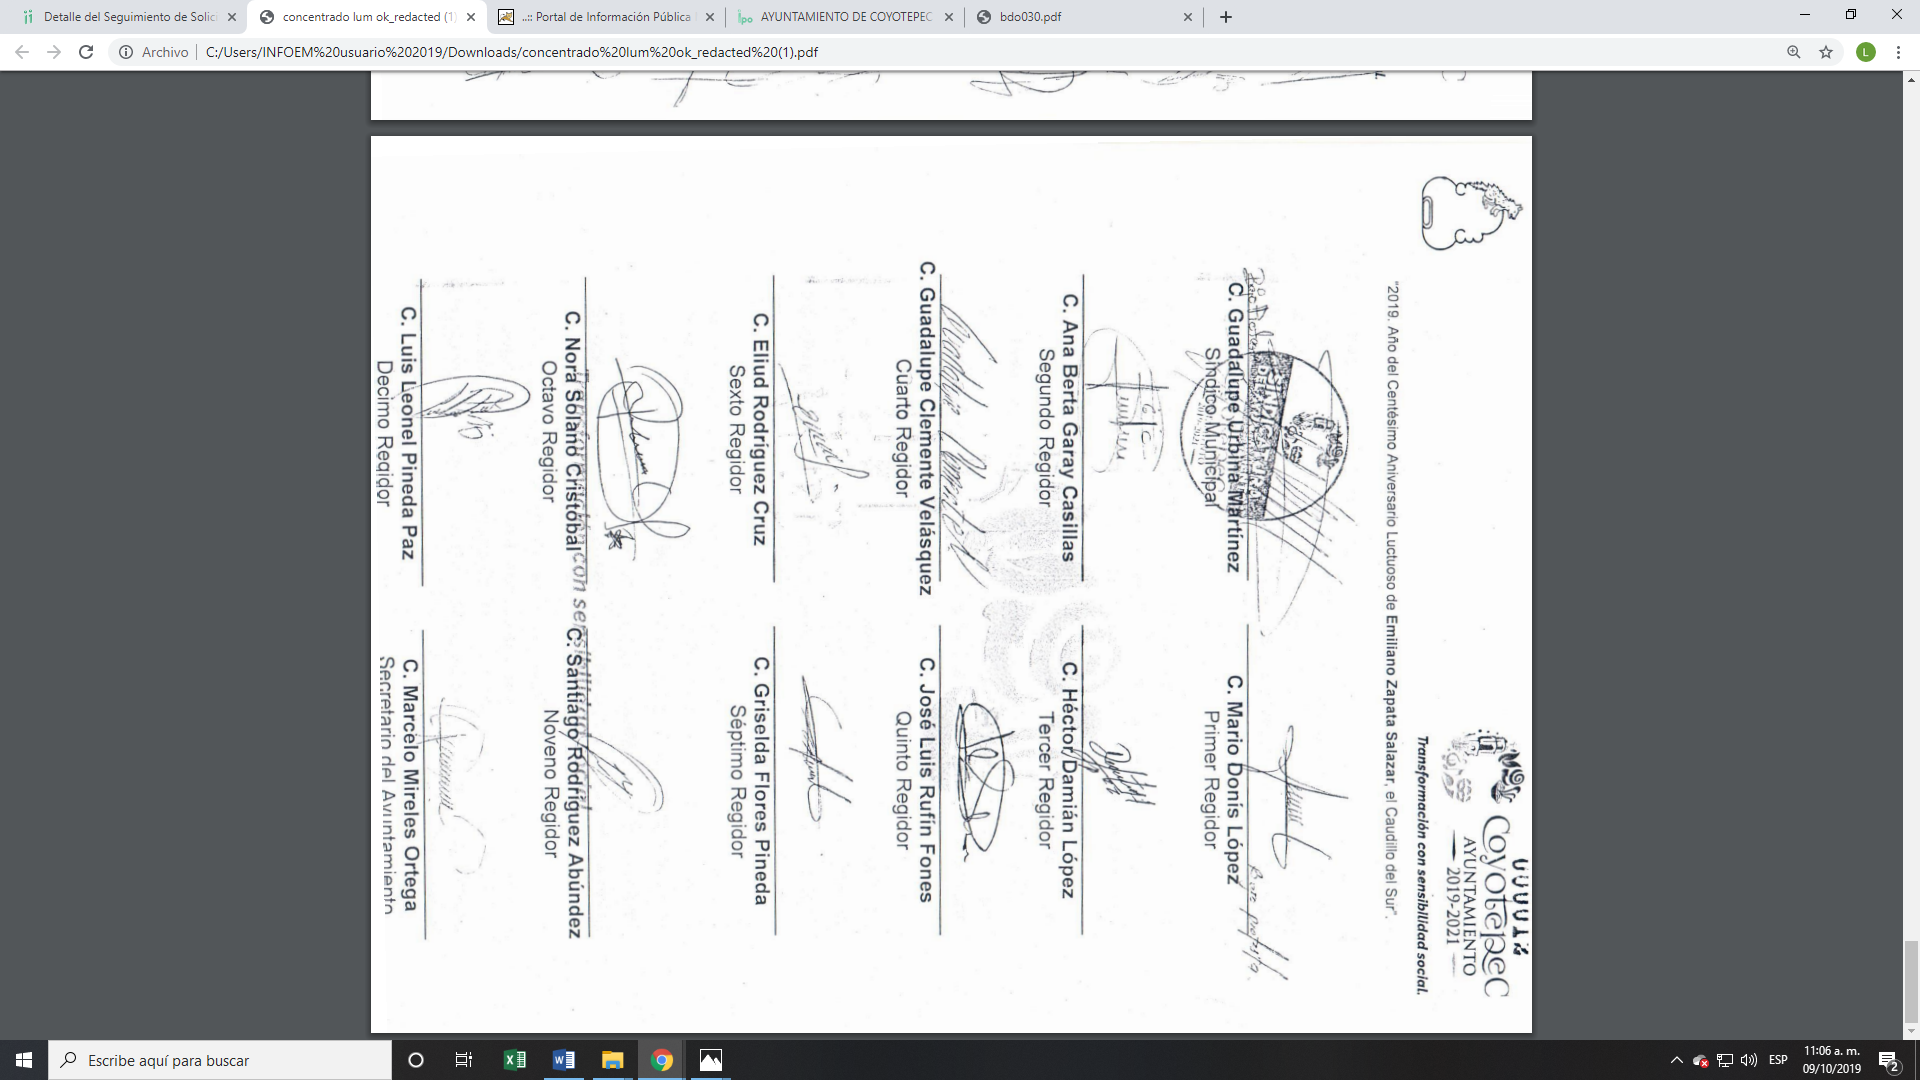 Detalle del Seguimiento de Solici
concentrado lum ok_redacted (1)
..:: Portal de Información Pública
AYUNTAMIENTO DE COYOTEPEC
bdo030.pdf
Archivo
C:/Users/INFOEM%20usuario%202019/Downloads/concentrado%20lum%20ok_redacted%20(1).pdf
L
Coyotepec
AYUNTAMIENTO
2019-2021
Transformación con sensibilidad social.
"2019. Año del Centésimo Aniversario Luctuoso de Emiliano Zapata Salazar, el Caudillo del Sur".
C. Guadalupe Urbina Martínez
Síndico Municipal
C. Mario Donís López
Primer Regidor
C. Ana Berta Garay Casillas
Segundo Regidor
C. Héctor Damián López
Tercer Regidor
C. Guadalupe Clemente Velásquez
Cuarto Regidor
C. José Luis Rufín Fones
Quinto Regidor
C. Eliud Rodríguez Cruz
Sexto Regidor
C. Griselda Flores Pineda
Séptimo Regidor
C. Nora Solano Cristóbal
Octavo Regidor
C. Santiago Rodríguez Abúndez
Noveno Regidor
C. Luis Leonel Pineda Paz
Decimo Regidor
C. Marcelo Mireles Ortega
Secretario del Ayuntamiento
Escribe aquí para buscar
ESP
11:06 a. m.
09/10/2019
2